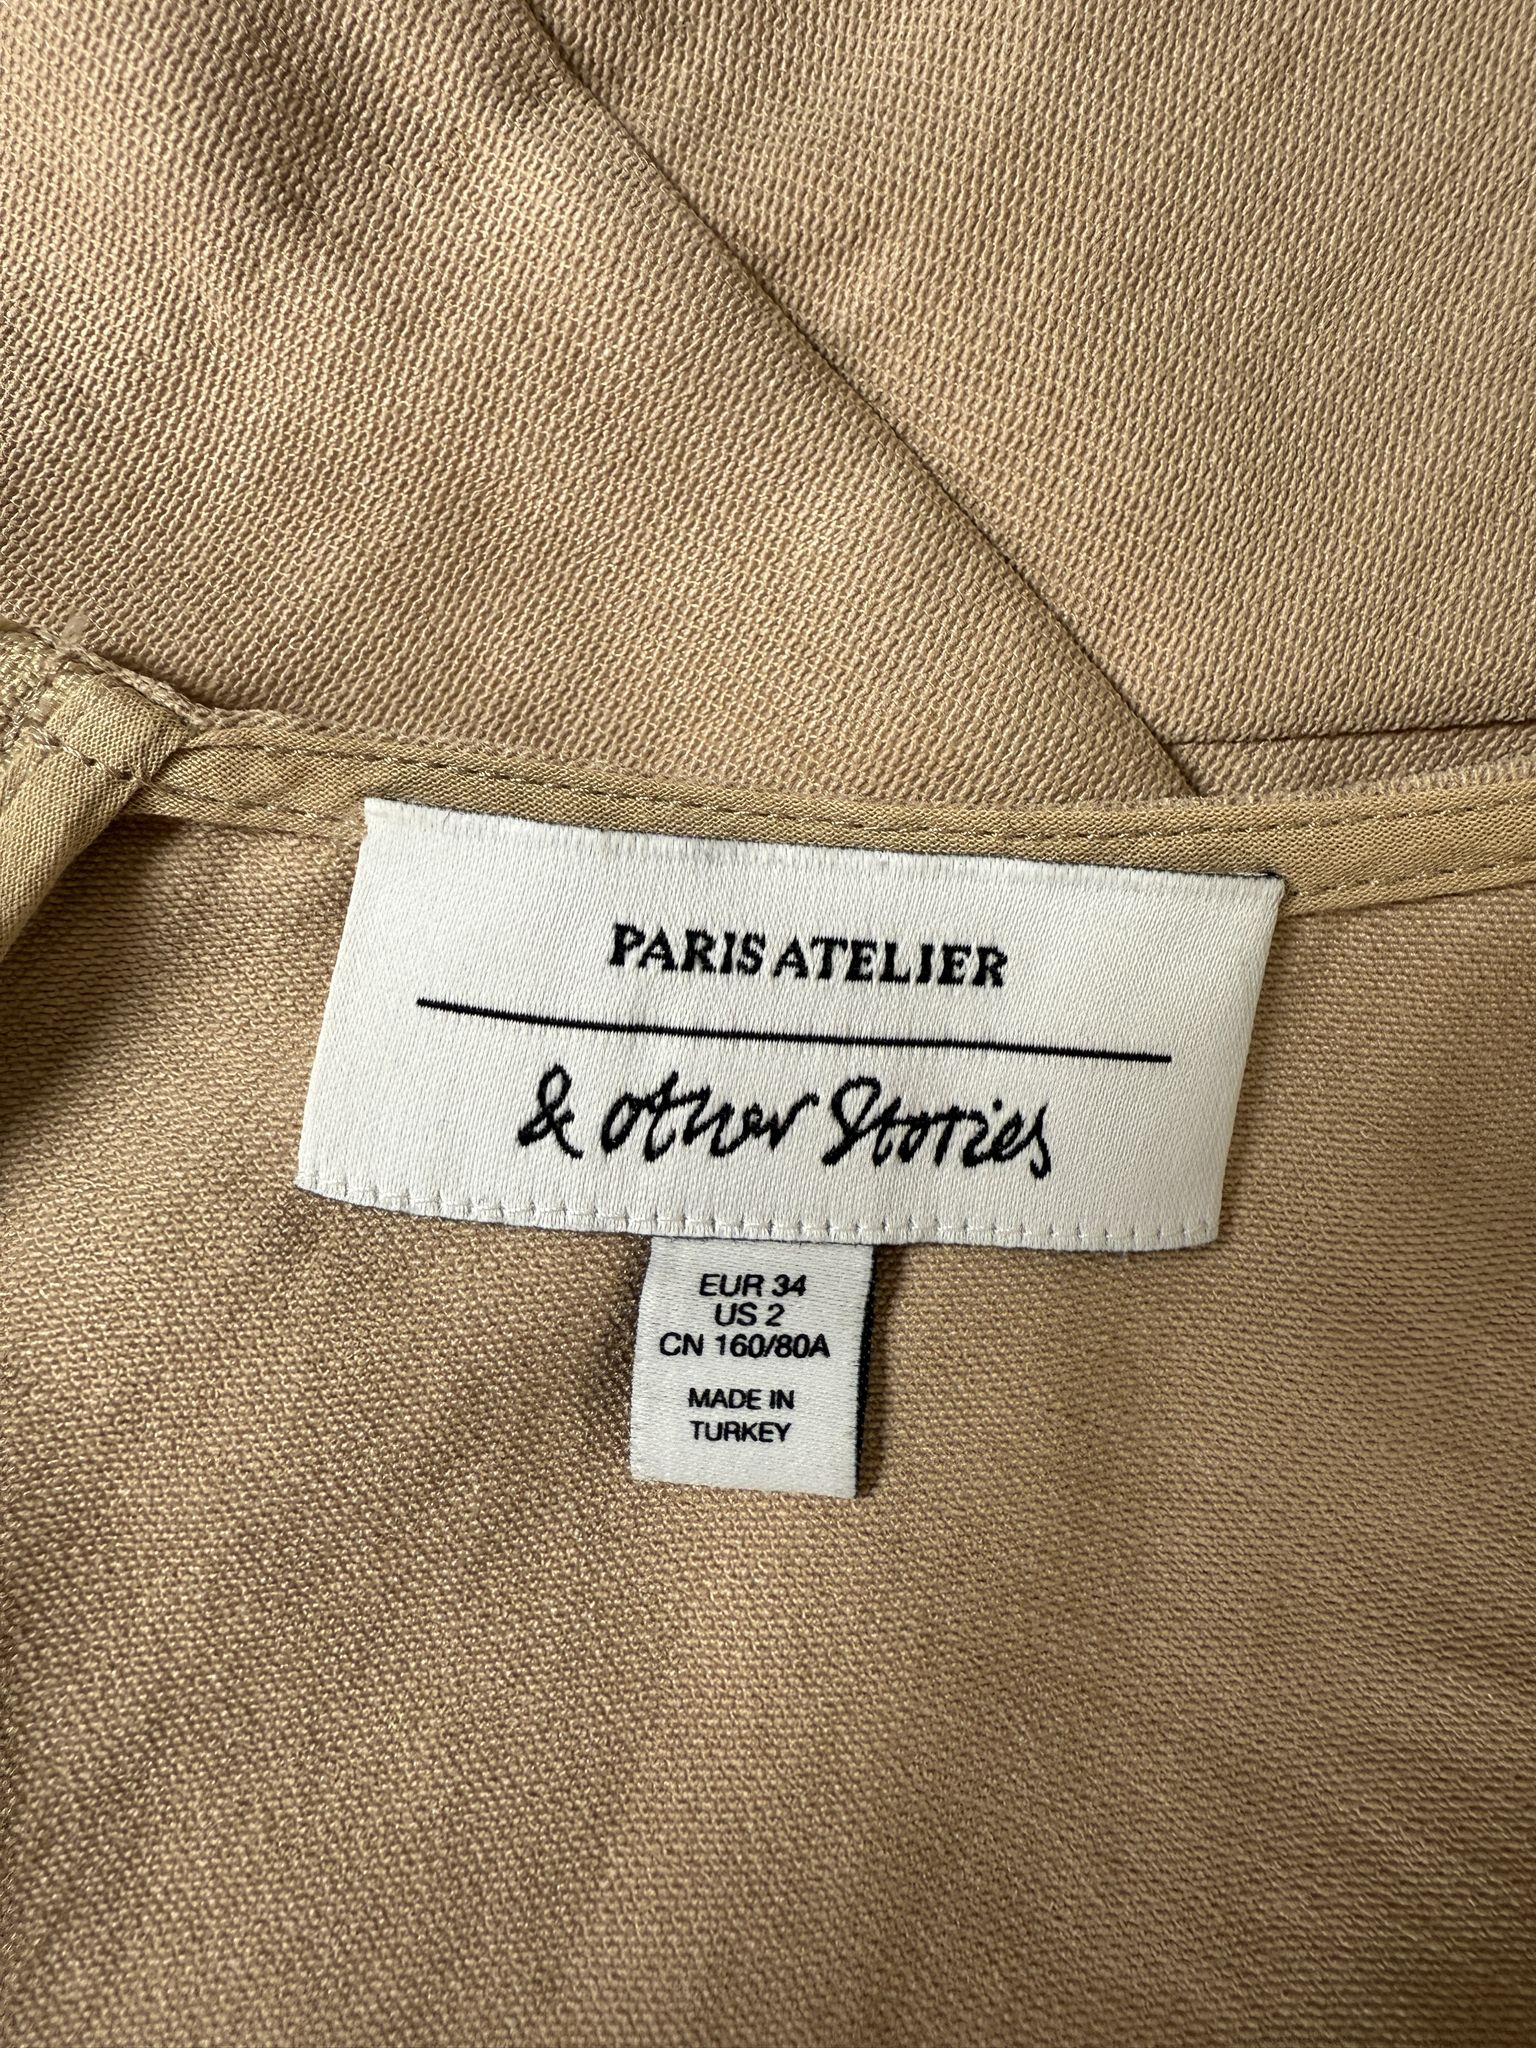 PARIS ATELIER
& other Stories
EUR 34
US 2
CN 160/80A
MADE IN
TURKEY